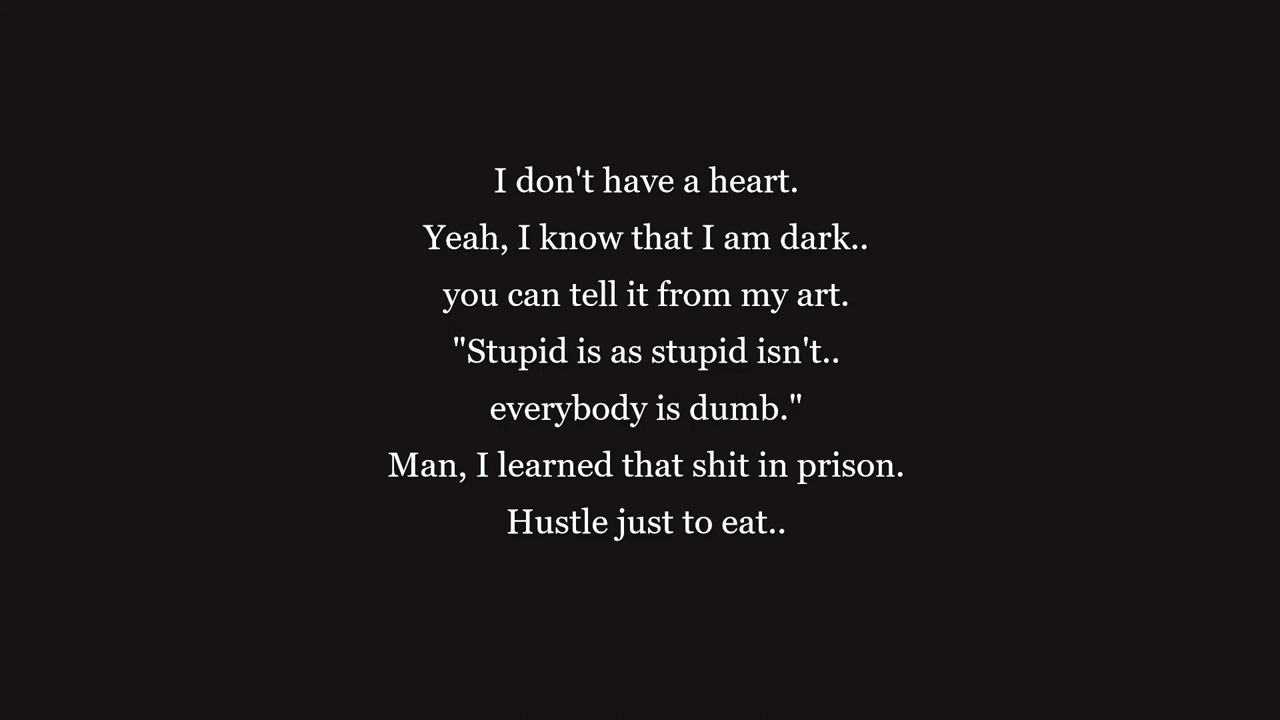 I don't have a heart.
Yeah, I know that I am dark..
you can tell it from my art.
"Stupid is as stupid isn't..
everybody is dumb."
Man, I learned that shit in prison.
Hustle just to eat..